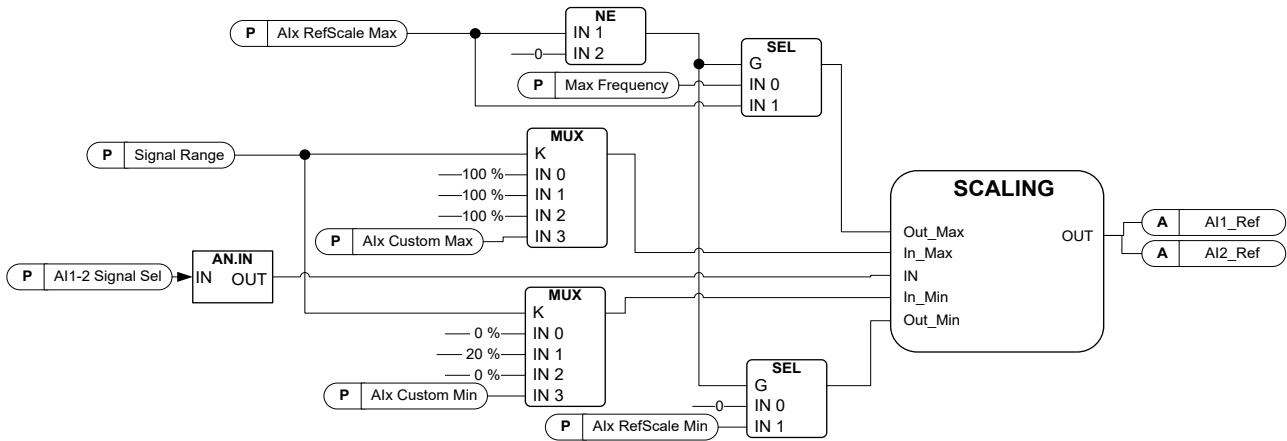 NE
P AIx RefScale Max
IN 1
0 IN 2
SEL
G
P Max Frequency
IN 0
IN 1
MUX
P Signal Range
K
100 % IN 0
100 % IN 1
100 % IN 2
P AIx Custom Max
IN 3
SCALING
Out_Max
In_Max
IN
In_Min
Out_Min
OUT
A AI1_Ref
A AI2_Ref
AN.IN
P AI1-2 Signal Sel
IN OUT
MUX
K
0 % IN 0
20 % IN 1
0 % IN 2
P AIx Custom Min
IN 3
SEL
G
0 IN 0
P AIx RefScale Min
IN 1